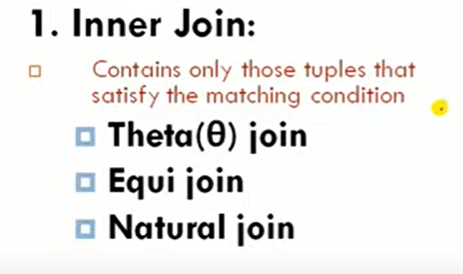 1. Inner Join:
Contains only those tuples that
satisfy the matching condition
Theta(θ) join
Equi join
Natural join